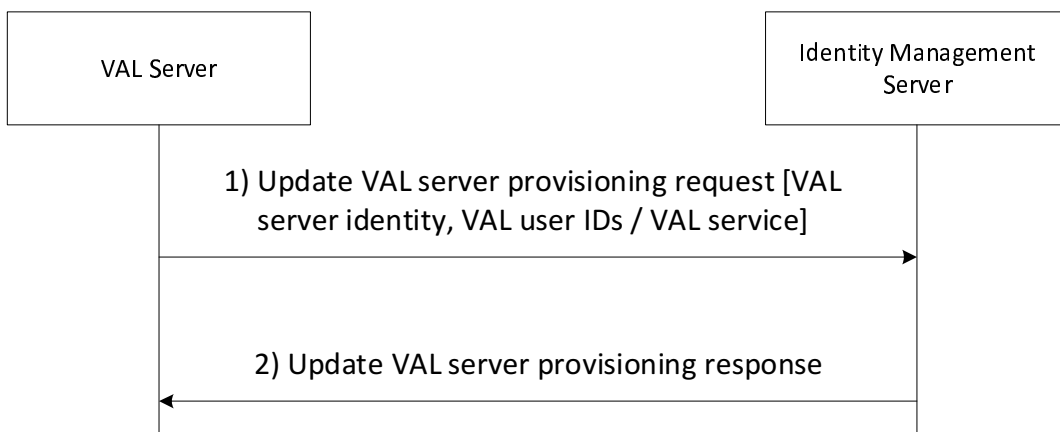 VAL Server
Identity Management
Server
1) Update VAL server provisioning request [VAL
server identity, VAL user IDs / VAL service]
2) Update VAL server provisioning response